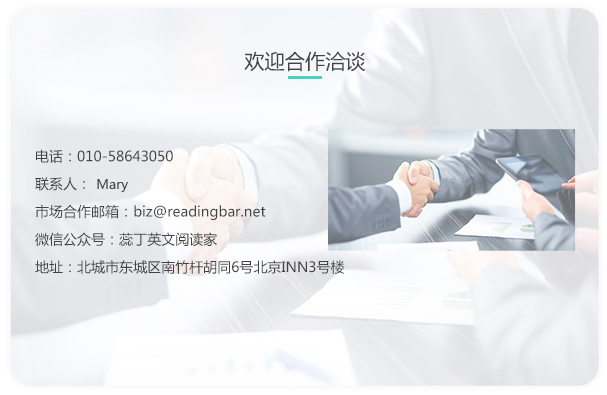 欢迎合作洽谈
电话：010-58643050
联系人： Mary
市场合作邮箱：biz@readingbar.net
微信公众号：蕊丁英文阅读家
地址：北城市东城区南竹杆胡同6号北京INN3号楼